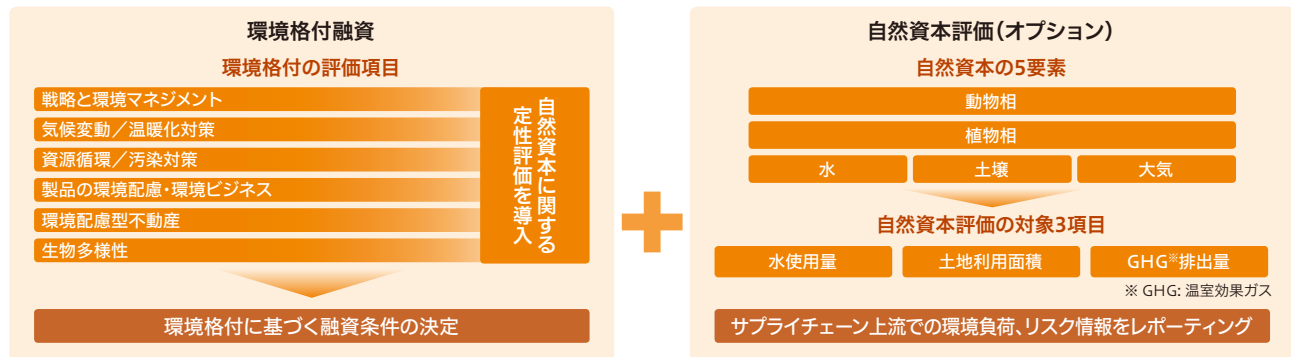 環境格付融資
環境格付の評価項目
戦略と環境マネジメント
気候変動／温暖化対策
資源循環／汚染対策
製品の環境配慮・環境ビジネス
環境配慮型不動産
生物多様性
自然資本に関する
定性評価を導入
環境格付に基づく融資条件の決定
自然資本評価（オプション）
自然資本の5要素
動物相
植物相
水
土壌
大気
自然資本評価の対象3項目
水使用量
土地利用面積
GHG※排出量
※ GHG: 温室効果ガス
サプライチェーン上流での環境負荷、リスク情報をレポーティング